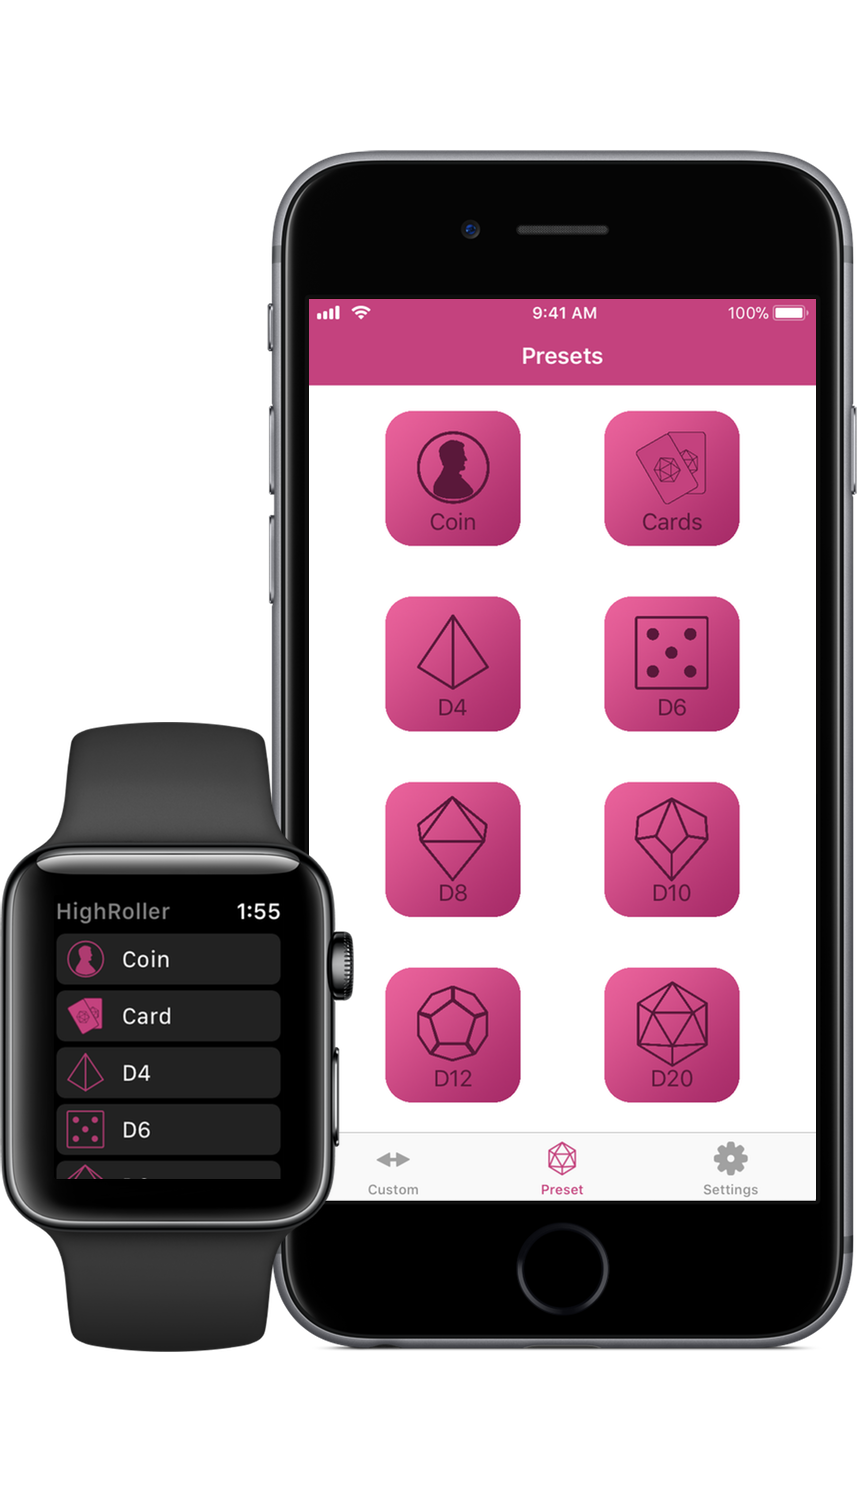 9:41 AM
100%
Presets
Coin
Cards
D4
D6
D8
D10
D12
D20
Custom
Preset
Settings
HighRoller
1:55
Coin
Card
D4
D6